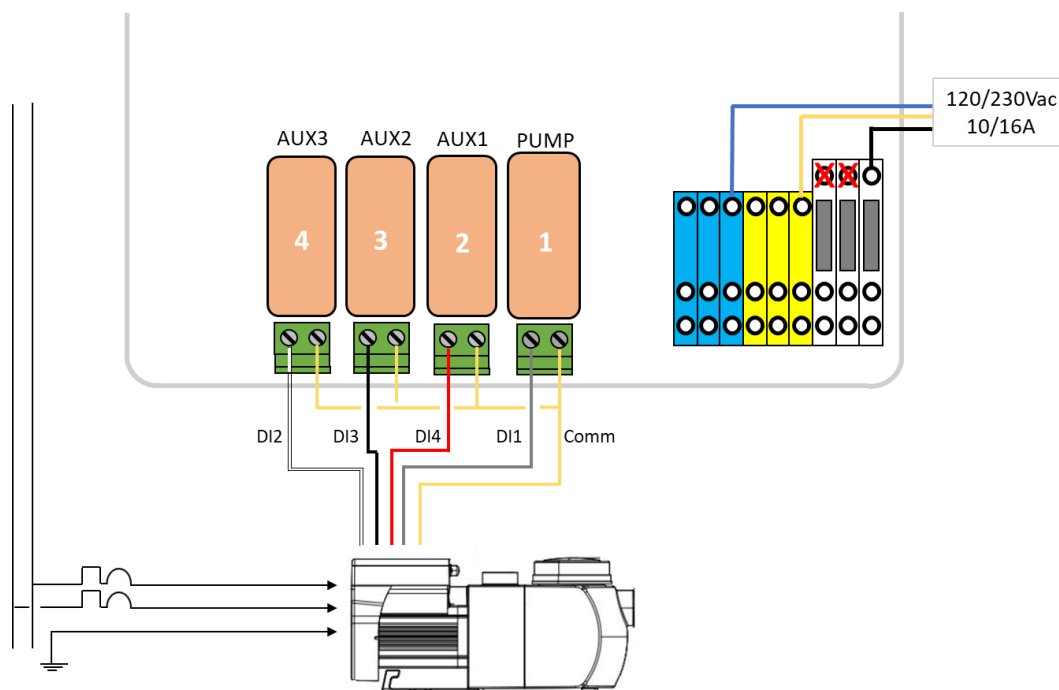 120/230Vac
10/16A
AUX3 AUX2 AUX1 PUMP
4 3 2 1
DI2 DI3 DI4 DI1 Comm